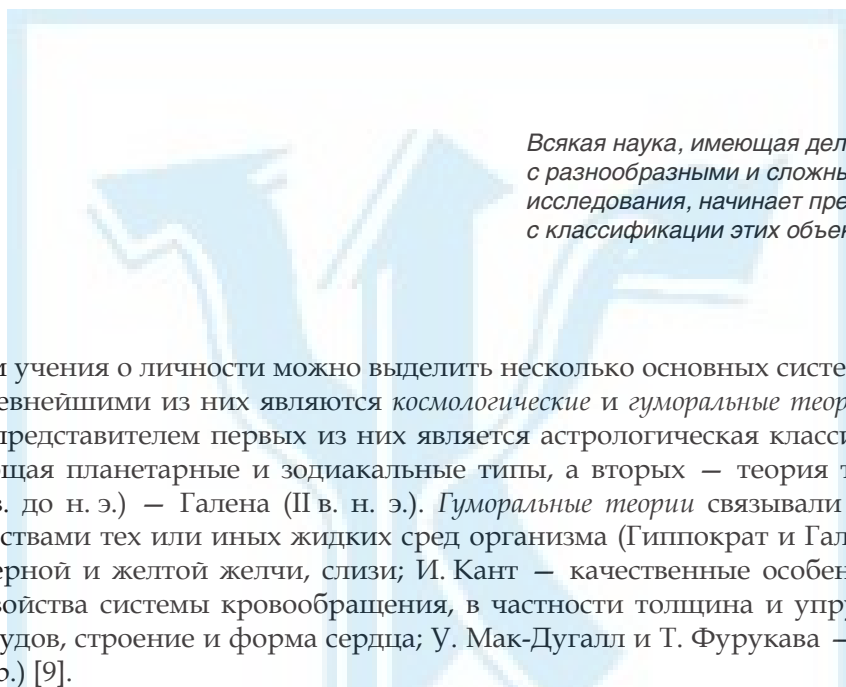 Всякая наука, имеющая дел
с разнообразными и сложны
исследования, начинает пре
с классификации этих объек
и учения о личности можно выделить несколько основных систе
евнейшими из них являются космологические и гуморальные теор
представителем первых из них является астрологическая класси
ющая планетарные и зодиакальные типы, а вторых — теория т
в. до н. э.) — Галена (II в. н. э.). Гуморальные теории связывали
ствами тех или иных жидких сред организма (Гиппократ и Гал
ерной и желтой желчи, слизи; И. Кант — качественные особен
войства системы кровообращения, в частности толщина и упру
удов, строение и форма сердца; У. Мак-Дугалл и Т. Фурукава —
р.) [9].